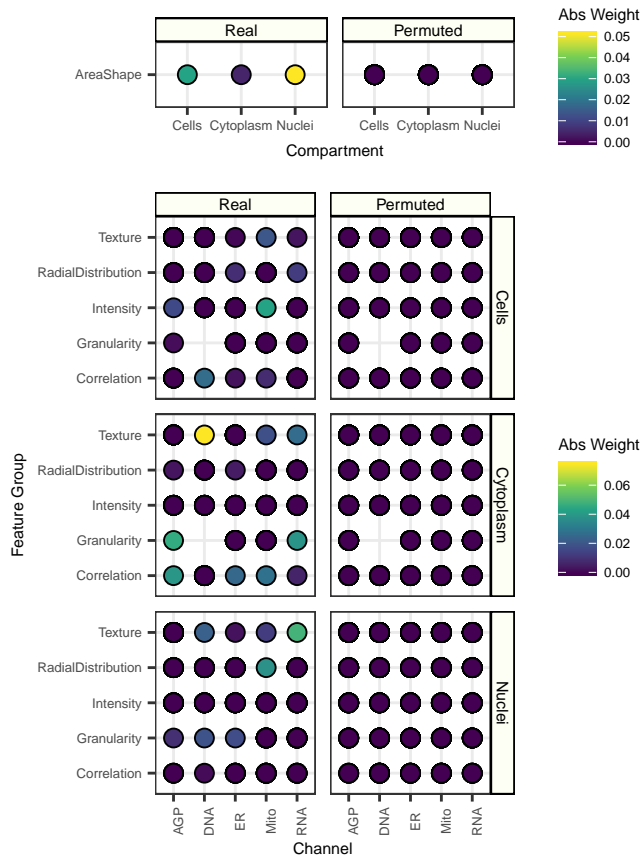 Real Permuted
AreaShape
Cells Cytoplasm Nuclei Cells Cytoplasm Nuclei
Compartment
Abs Weight
0.05
0.04
0.03
0.02
0.01
0.00
Real Permuted
Feature Group
Texture
RadialDistribution
Intensity
Granularity
Correlation
Cells
Texture
RadialDistribution
Intensity
Granularity
Correlation
Cytoplasm
Texture
RadialDistribution
Intensity
Granularity
Correlation
Nuclei
AGP DNA ER Mito RNA AGP DNA ER Mito RNA
Channel
Abs Weight
0.06
0.04
0.02
0.00